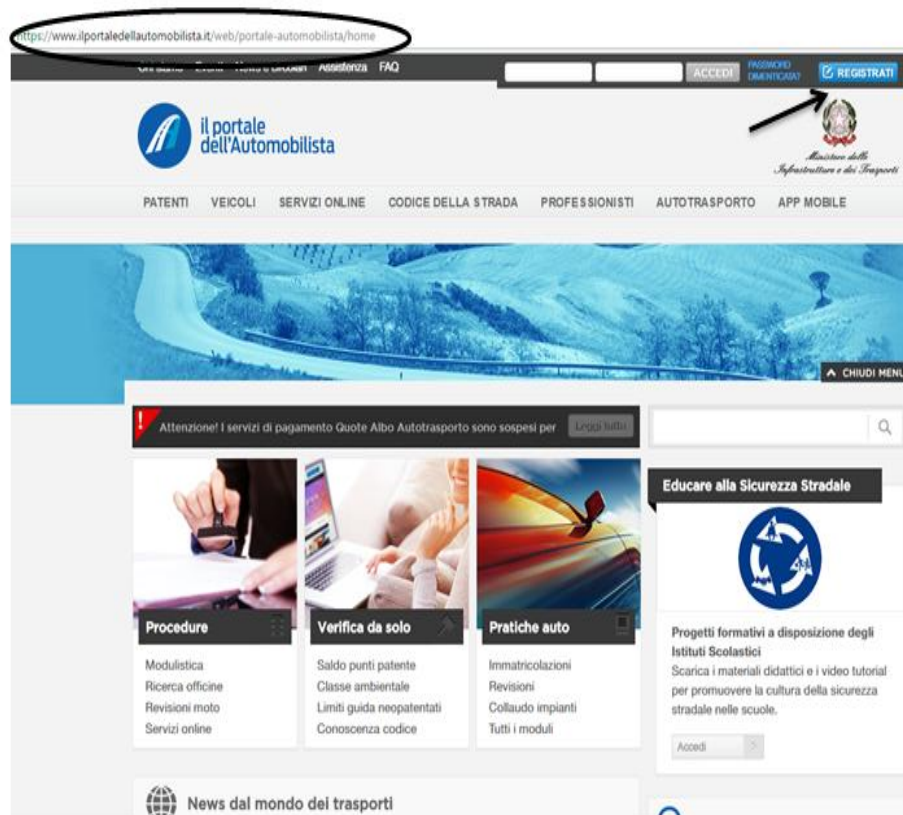 https://www.ilportaledellautomobilista.it/web/portale-automobilista/home
Chi siamo Eventi News e circolari Assistenza FAQ
ACCEDI
PASSWORD
DIMENTICATA?
REGISTRATI
il portale
dell'Automobilista
Ministero delle
Infrastrutture e dei Trasporti
PATENTI VEICOLI SERVIZI ONLINE CODICE DELLA STRADA PROFESSIONISTI AUTOTRASPORTO APP MOBILE
CHIUDI MENU
Attenzione! I servizi di pagamento Quote Albo Autotrasporto sono sospesi per
Leggi tutto
Procedure
Modulistica
Ricerca officine
Revisioni moto
Servizi online
Verifica da solo
Saldo punti patente
Classe ambientale
Limiti guida neopatentati
Conoscenza codice
Pratiche auto
Immatricolazioni
Revisioni
Collaudo impianti
Tutti i moduli
Educare alla Sicurezza Stradale
Progetti formativi a disposizione degli
Istituti Scolastici
Scarica i materiali didattici e i video tutorial
per promuovere la cultura della sicurezza
stradale nelle scuole.
Accedi
News dal mondo dei trasporti